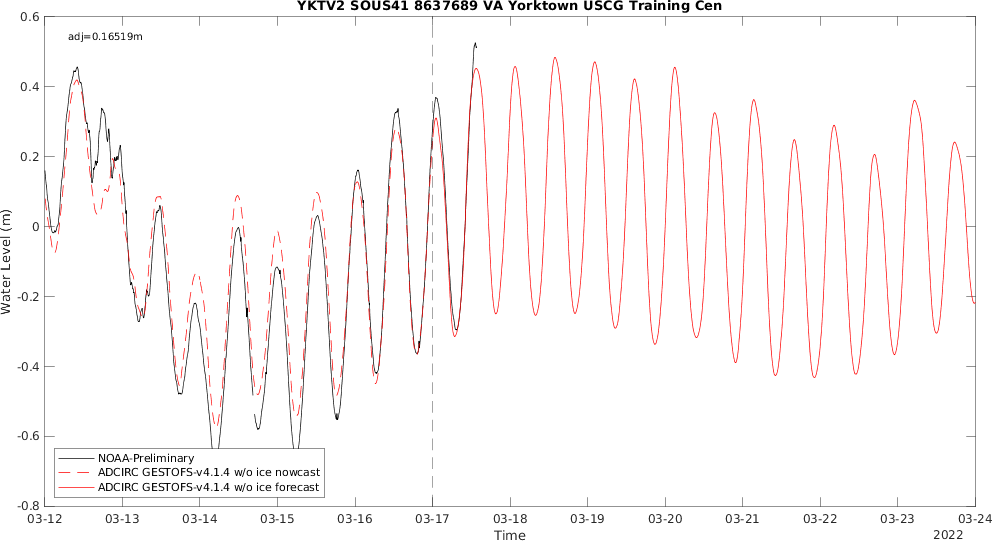 YKTV2 SOUS41 8637689 VA Yorktown USCG Training Cen
adj=0.16519m
0.6
0.4
0.2
0
-0.2
-0.4
-0.6
-0.8
Water Level (m)
NOAA-Preliminary
ADCIRC GESTOFS-v4.1.4 w/o ice nowcast
ADCIRC GESTOFS-v4.1.4 w/o ice forecast
03-12 03-13 03-14 03-15 03-16 03-17 03-18 03-19 03-20 03-21 03-22 03-23 03-24
Time
2022